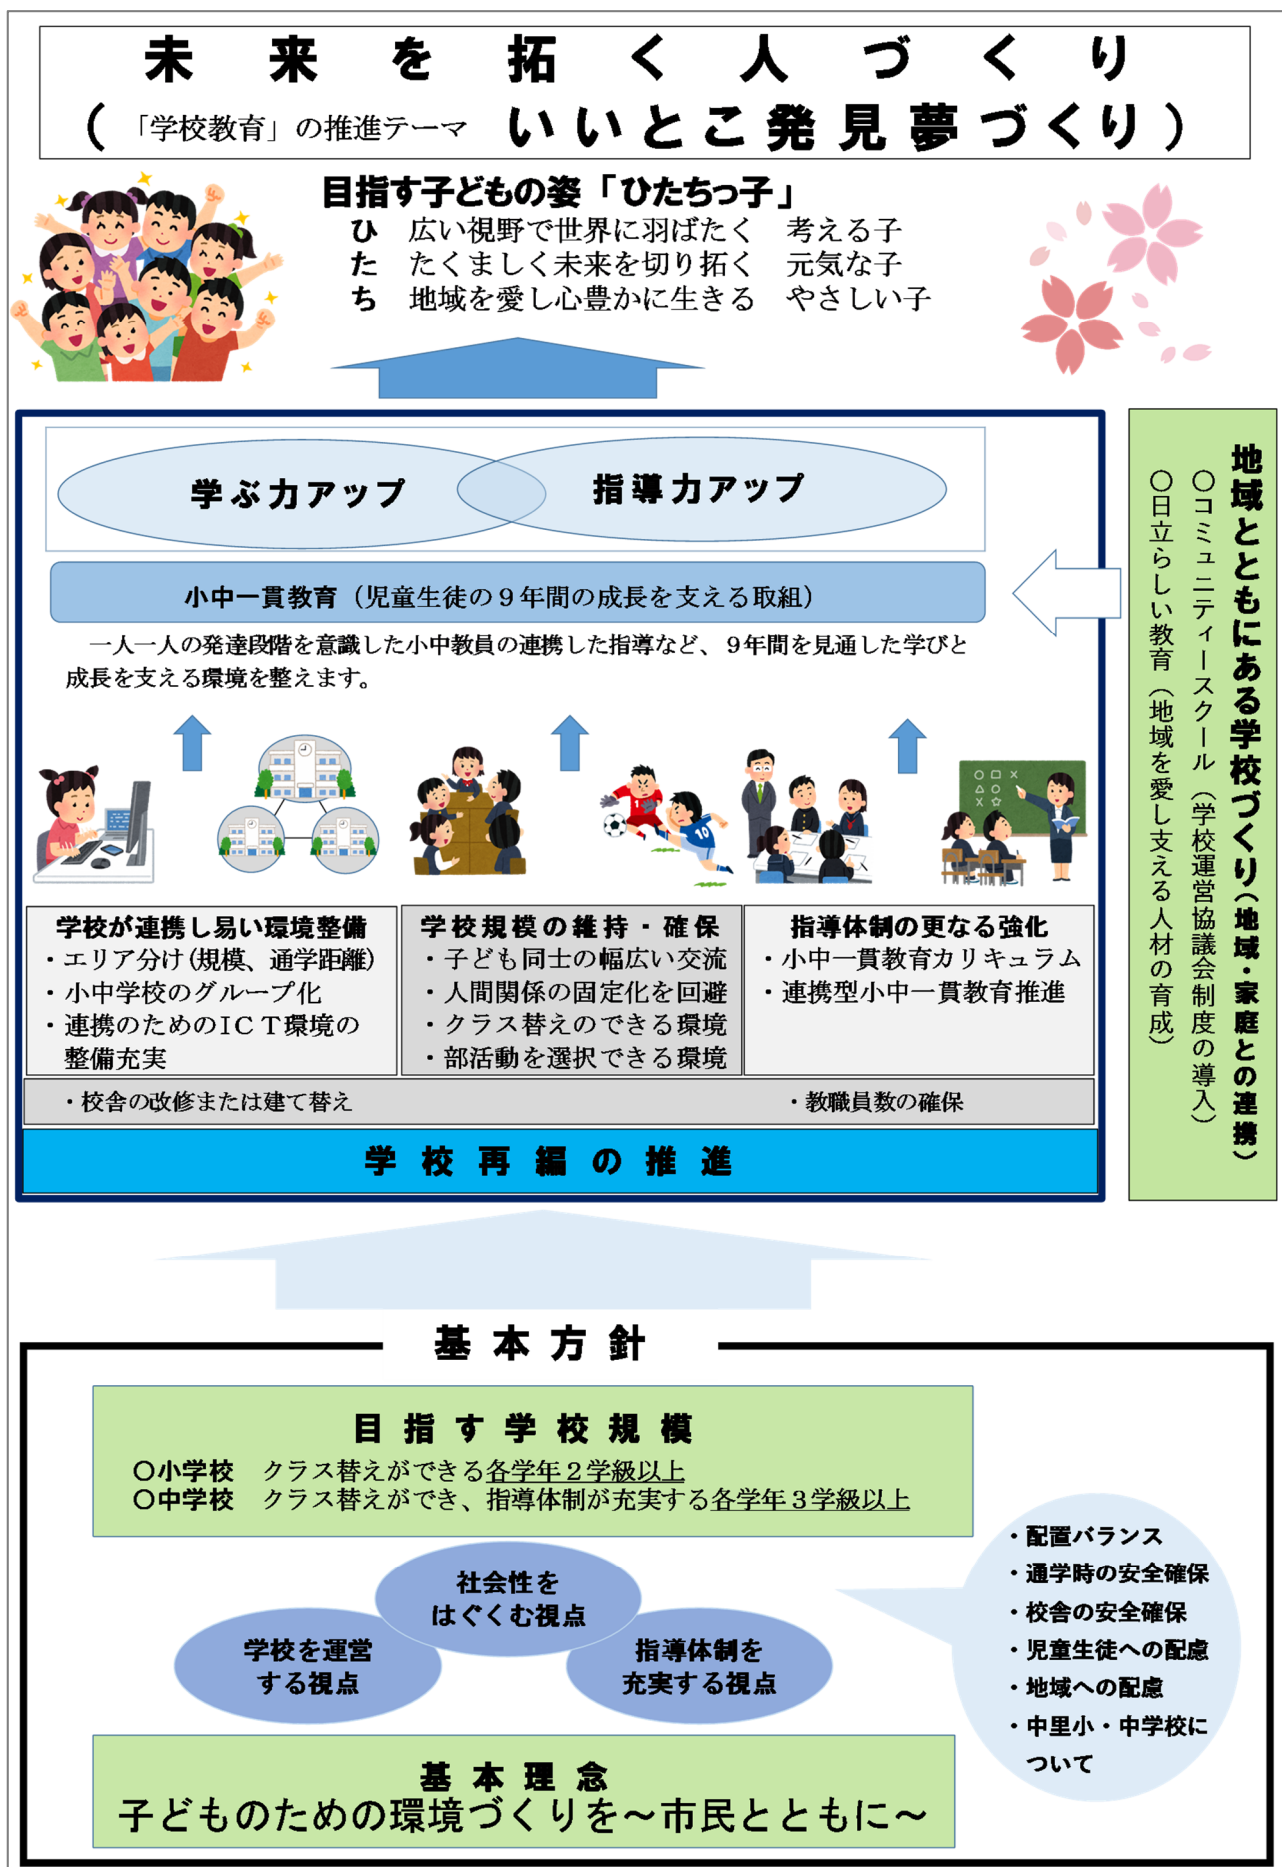 未来を拓く人づくり
（「学校教育」の推進テーマ　いいとこ発見夢づくり）
目指す子どもの姿「ひたちっ子」
ひ　広い視野で世界に羽ばたく　考える子
た　たくましく未来を切り拓く　元気な子
ち　地域を愛し心豊かに生きる　やさしい子
学ぶ力アップ
指導力アップ
小中一貫教育（児童生徒の９年間の成長を支える取組）
一人一人の発達段階を意識した小中教員の連携した指導など、９年間を見通した学びと
成長を支える環境を整えます。
1
10
学校が連携し易い環境整備
・エリア分け(規模、通学距離)
・小中学校のグループ化
・連携のためのＩＣＴ環境の
整備充実
学校規模の維持・確保
・子ども同士の幅広い交流
・人間関係の固定化を回避
・クラス替えのできる環境
・部活動を選択できる環境
指導体制の更なる強化
・小中一貫教育カリキュラム
・連携型小中一貫教育推進
・校舎の改修または建て替え
・教職員数の確保
学校再編の推進
地域とともにある学校づくり（地域・家庭との連携）
〇コミュニティースクール（学校運営協議会制度の導入）
〇日立らしい教育（地域を愛し支える人材の育成）
基本方針
目指す学校規模
〇小学校　クラス替えができる各学年２学級以上
〇中学校　クラス替えができ、指導体制が充実する各学年３学級以上
社会性を
はぐくむ視点
学校を運営
する視点
指導体制を
充実する視点
・配置バランス
・通学時の安全確保
・校舎の安全確保
・児童生徒への配慮
・地域への配慮
・中里小・中学校に
ついて
基本理念
子どものための環境づくりを～市民とともに～